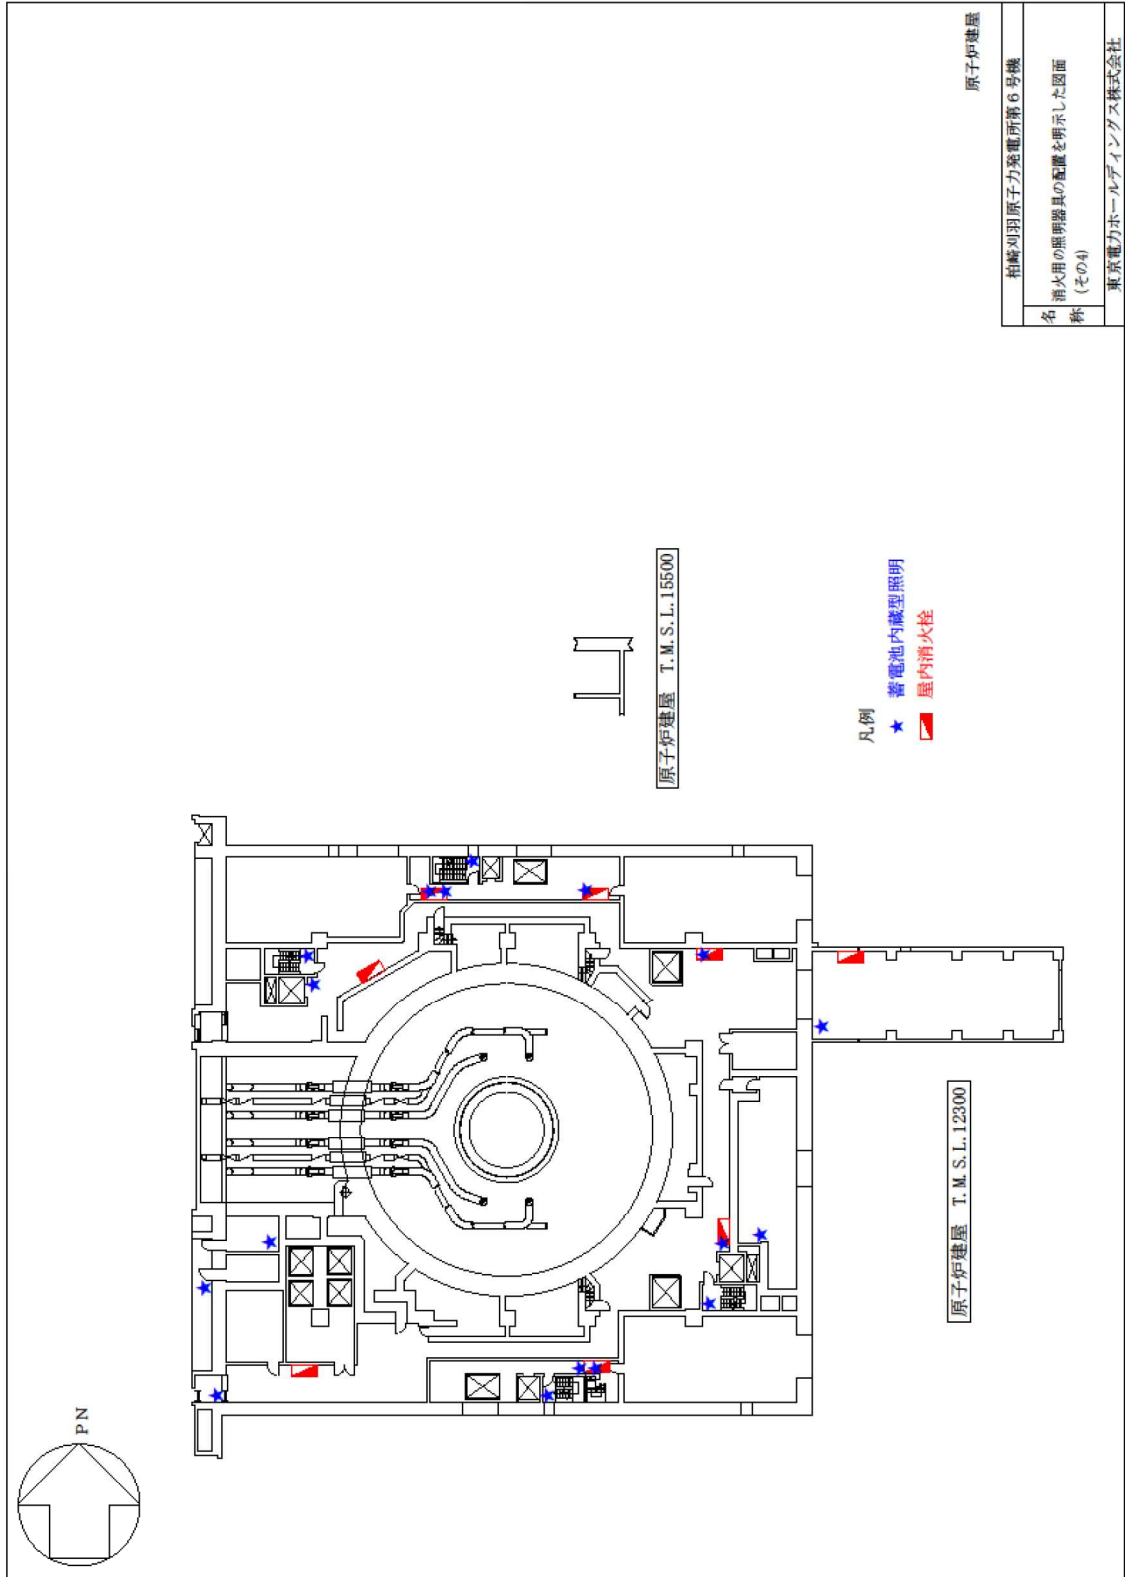 PN
原子炉建屋 T.M.S.L.12300
原子炉建屋 T.M.S.L.15500
凡例
蓄電池内蔵型照明
屋内消火栓
原子炉建屋
柏崎刈羽原子力発電所第6号機
名称
消火用の照明器具の配置を明示した図面
(その4)
東京電力ホールディングス株式会社